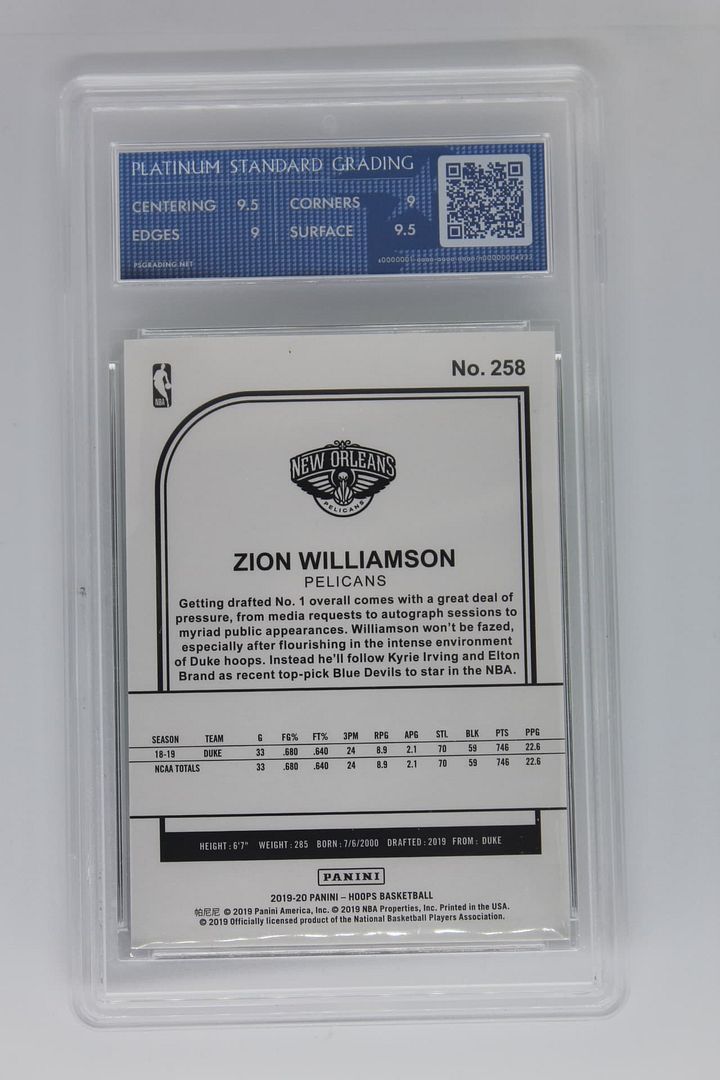 PLATINUM STANDARD GRADING
CENTERING 9.5 CORNERS 9
EDGES 9 SURFACE 9.5
PSGRADING.NET
No. 258
NBA
NEW ORLEANS
PELICANS
ZION WILLIAMSON
PELICANS
Getting drafted No. 1 overall comes with a great deal of
pressure, from media requests to autograph sessions to
myriad public appearances. Williamson won't be fazed,
especially after flourishing in the intense environment
of Duke hoops. Instead he'll follow Kyrie Irving and Elton
Brand as recent top-pick Blue Devils to star in the NBA.
SEASON TEAM G FG% FT% 3PM RPG APG STL BLK PTS PPG
18-19 DUKE 33 .680 .640 24 8.9 2.1 70 59 746 22.6
NCAA TOTALS 33 .680 .640 24 8.9 2.1 70 59 746 22.6
HEIGHT: 6'7" WEIGHT: 285 BORN: 7/6/2000 DRAFTED: 2019 FROM: DUKE
PANINI
2019-20 PANINI – HOOPS BASKETBALL
帕尼尼 © 2019 Panini America, Inc. © 2019 NBA Properties, Inc. Printed in the USA.
© 2019 Officially licensed product of the National Basketball Players Association.